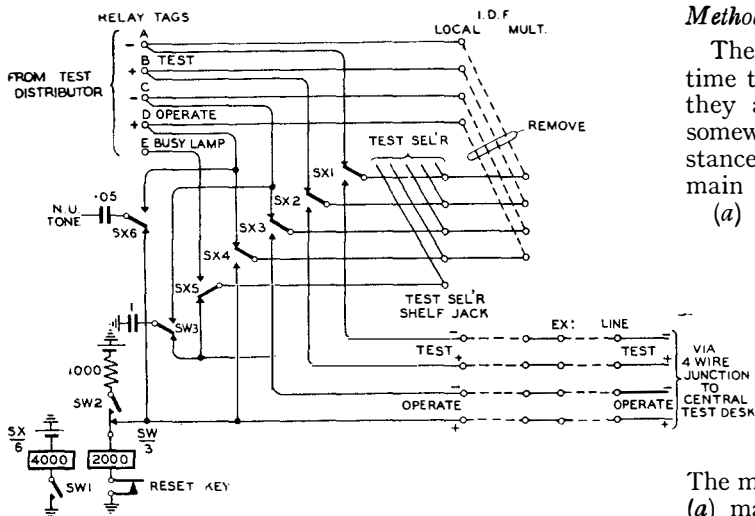 RELAY TAGS
A
B TEST
C
D OPERATE
E BUSY LAMP
FROM TEST
DISTRIBUTOR
I.D.F
LOCAL MULT.
REMOVE
TEST SEL'R
SX1
SX2
SX3
SX4
SX5
SX6
.05
N.U.
TONE
TEST SEL'R
SHELF JACK
1
SW3
1000
SW2
SX
6
4000
SW1
SW
3
2000
RESET KEY
EX: LINE
TEST
TEST
OPERATE
OPERATE
VIA
4 WIRE
JUNCTION
TO
CENTRAL
TEST DESK
The
time t
they a
somew
stance
main
(a)
The m
(a) ma